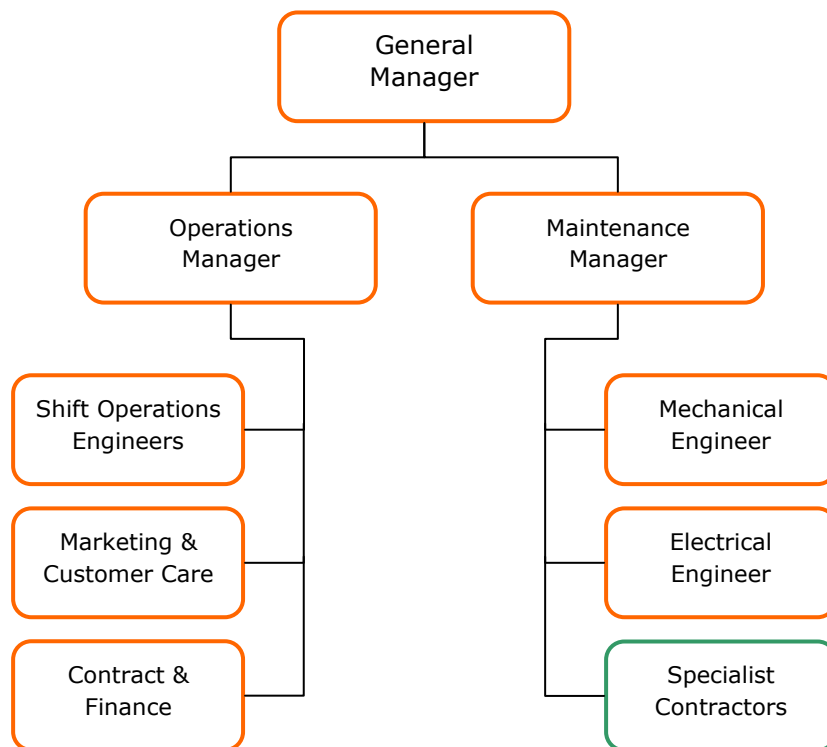 General
Manager
Operations
Manager
Maintenance
Manager
Shift Operations
Engineers
Mechanical
Engineer
Marketing &
Customer Care
Electrical
Engineer
Contract &
Finance
Specialist
Contractors